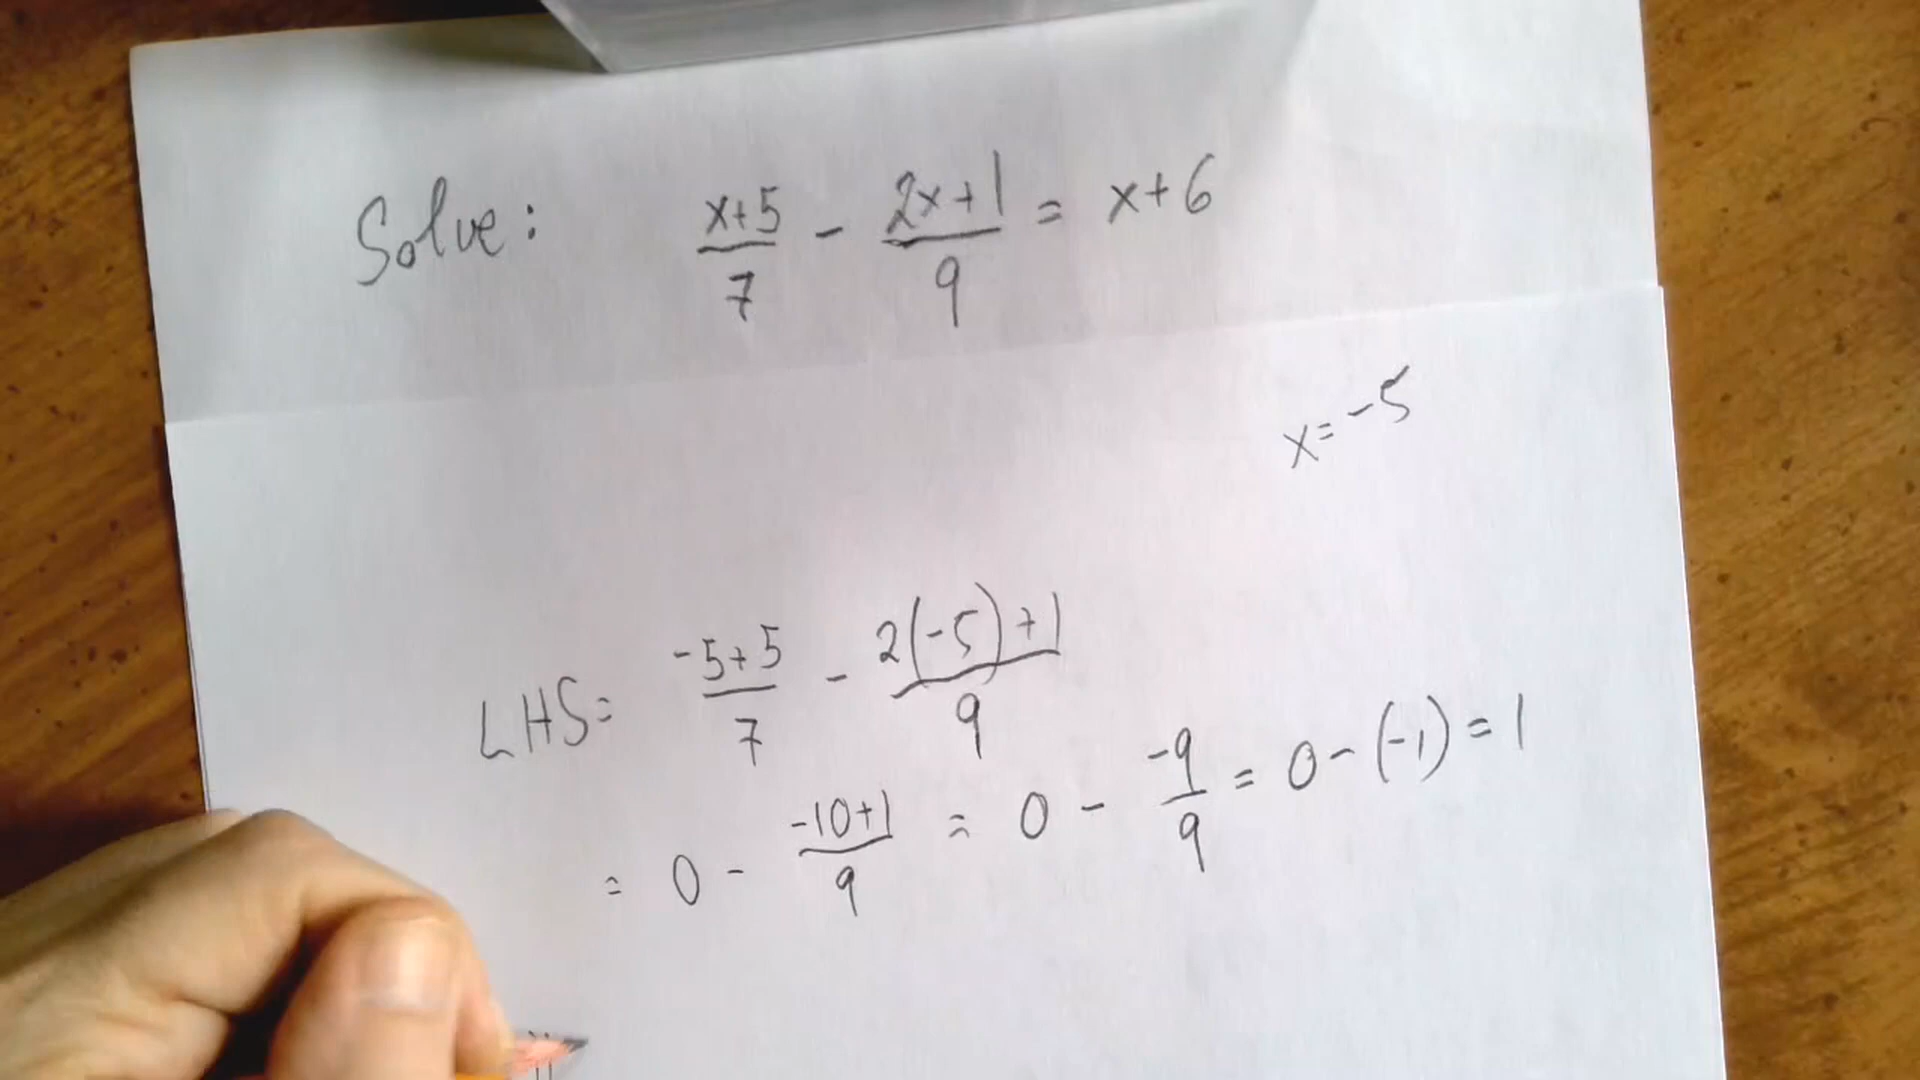 Solve: (x+5)/7 - (2x+1)/9 = x+6
x=-5
LHS= (-5+5)/7 - (2(-5)+1)/9
= 0 - (-10+1)/9 = 0 - (-9)/9 = 0-(-1) = 1